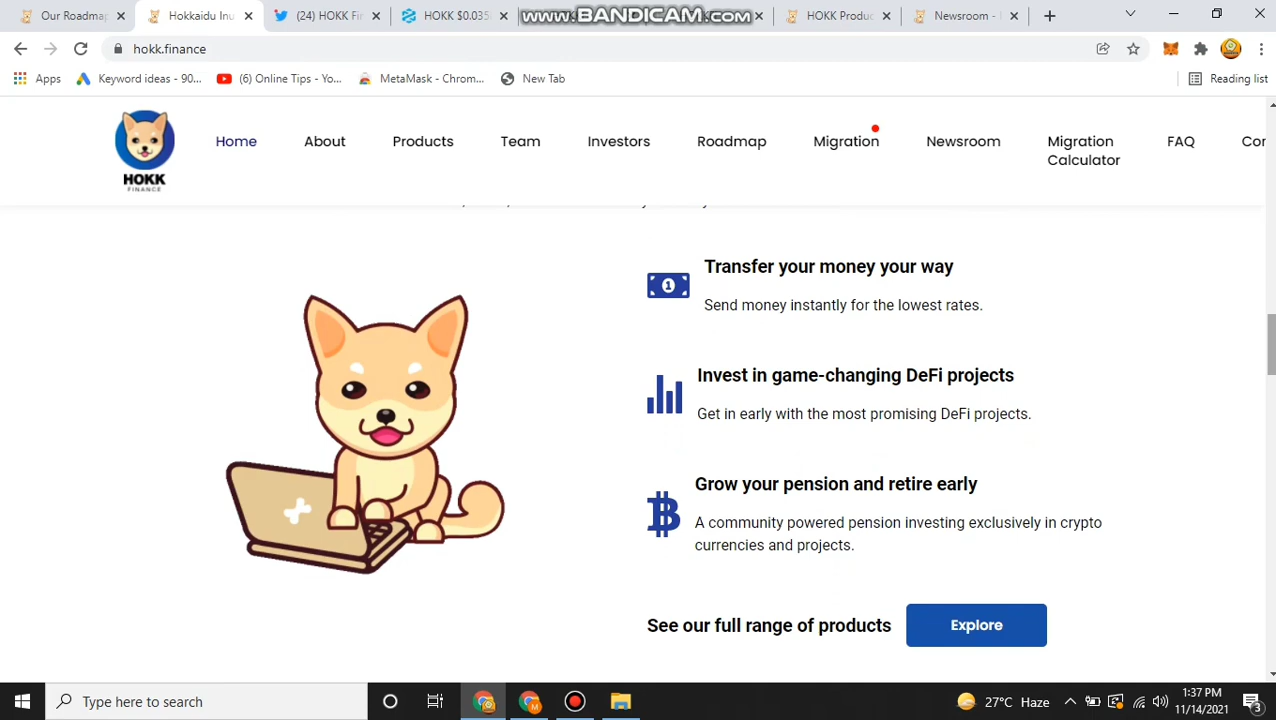 Our Roadmap
Hokkaidu Inu
(24) HOKK Fi
HOKK $0.035
www.BANDICAM.com
HOKK Produ
Newsroom -
hokk.finance
Apps
Keyword ideas - 90...
(6) Online Tips - Yo...
MetaMask - Chrom...
New Tab
Reading list
HOKK
FINANCE
Home
About
Products
Team
Investors
Roadmap
Migration
Newsroom
Migration
Calculator
FAQ
Cor
Transfer your money your way
Send money instantly for the lowest rates.
Invest in game-changing DeFi projects
Get in early with the most promising DeFi projects.
Grow your pension and retire early
A community powered pension investing exclusively in crypto
currencies and projects.
See our full range of products
Explore
Type here to search
27°C Haze
1:37 PM
11/14/2021
3